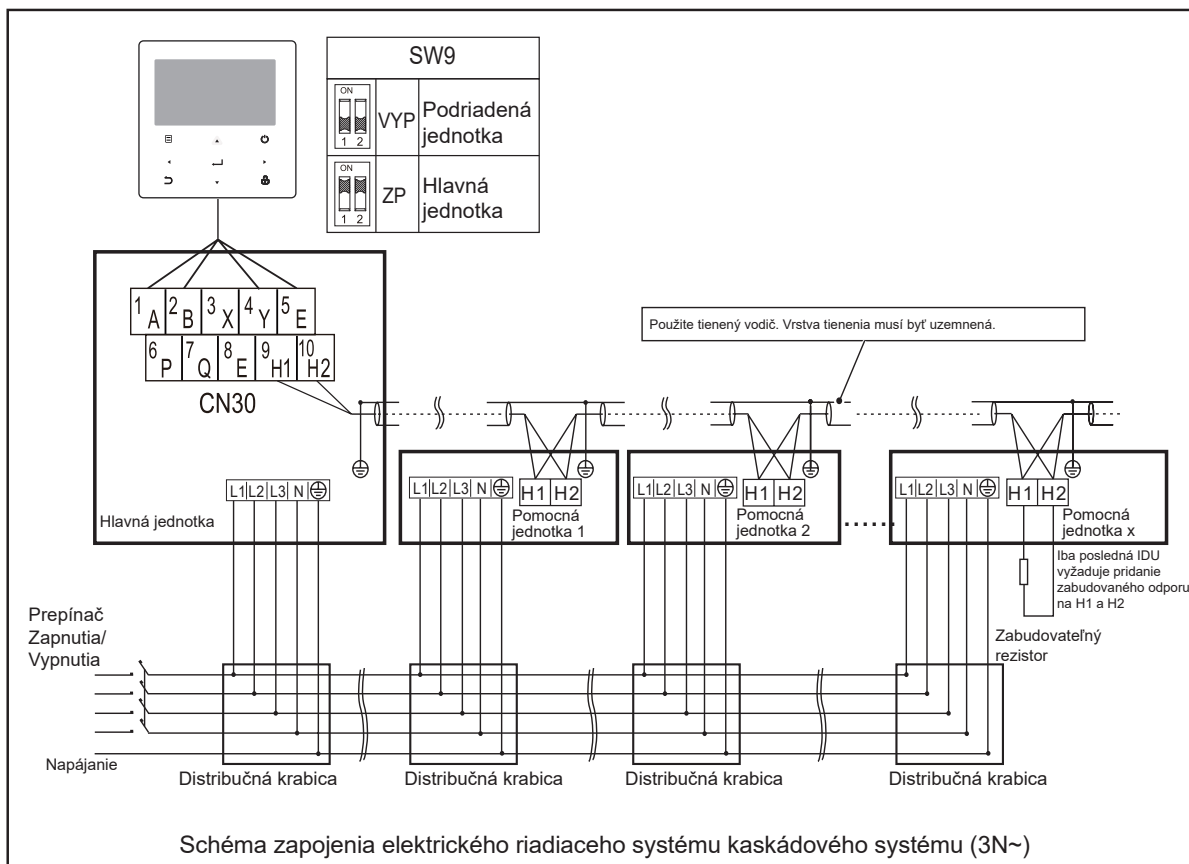 SW9
ON
1 2
VYP
Podriadená
jednotka
ON
1 2
ZP
Hlavná
jednotka
1 A 2 B 3 X 4 Y 5 E
6 P 7 Q 8 E 9 H1 10 H2
CN30
Použite tienený vodič. Vrstva tienenia musí byť uzemnená.
L1 L2 L3 N
Hlavná jednotka
L1 L2 L3 N
H1 H2
Pomocná
jednotka 1
L1 L2 L3 N
H1 H2
Pomocná
jednotka 2
L1 L2 L3 N
H1 H2
Pomocná
jednotka x
Iba posledná IDU
vyžaduje pridanie
zabudovaného odporu
na H1 a H2
Zabudovateľný
rezistor
Prepínač
Zapnutia/
Vypnutia
Napájanie
Distribučná krabica
Distribučná krabica
Distribučná krabica
Distribučná krabica
Schéma zapojenia elektrického riadiaceho systému kaskádového systému (3N~)